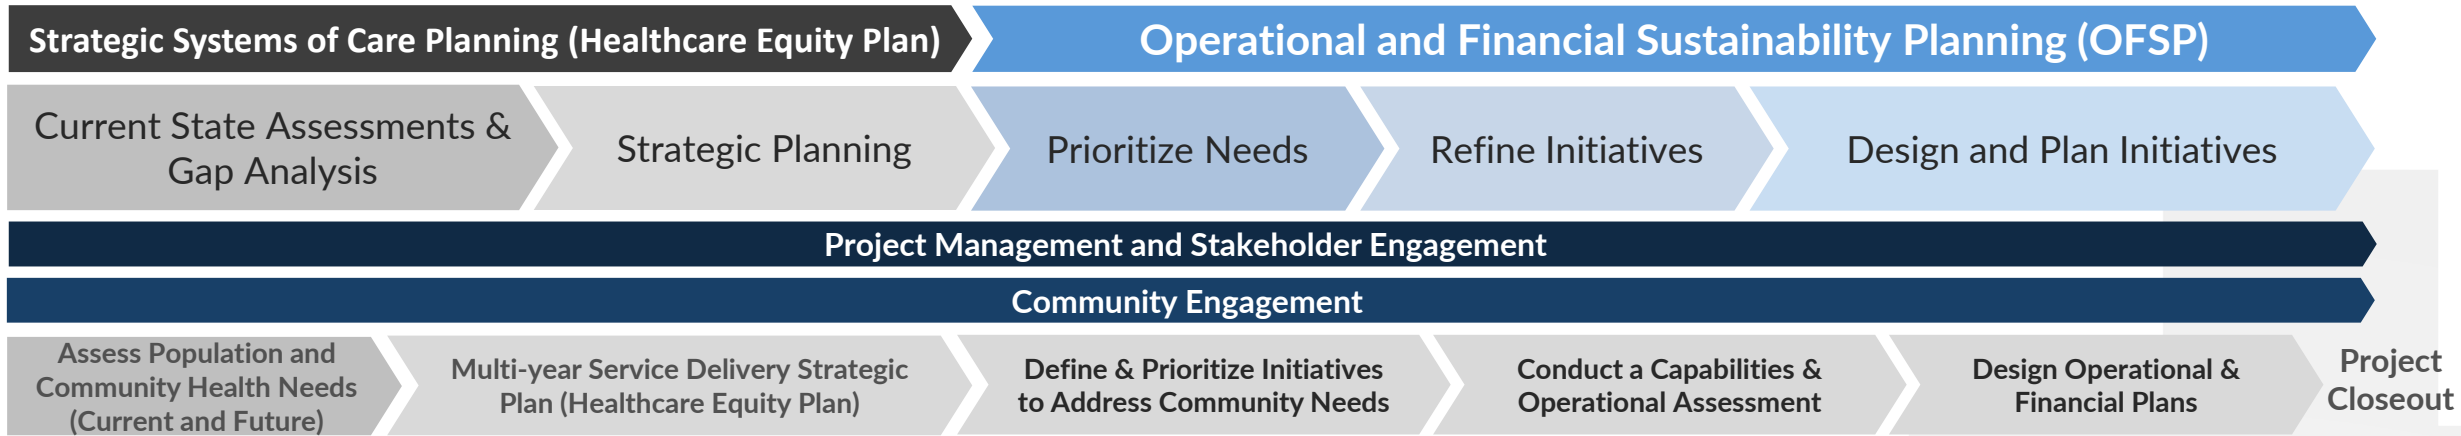 Strategic Systems of Care Planning (Healthcare Equity Plan)
Operational and Financial Sustainability Planning (OFSP)
Current State Assessments &
Gap Analysis
Strategic Planning
Prioritize Needs
Refine Initiatives
Design and Plan Initiatives
Project Management and Stakeholder Engagement
Community Engagement
Assess Population and
Community Health Needs
(Current and Future)
Multi-year Service Delivery Strategic
Plan (Healthcare Equity Plan)
Define & Prioritize Initiatives
to Address Community Needs
Conduct a Capabilities &
Operational Assessment
Design Operational &
Financial Plans
Project
Closeout